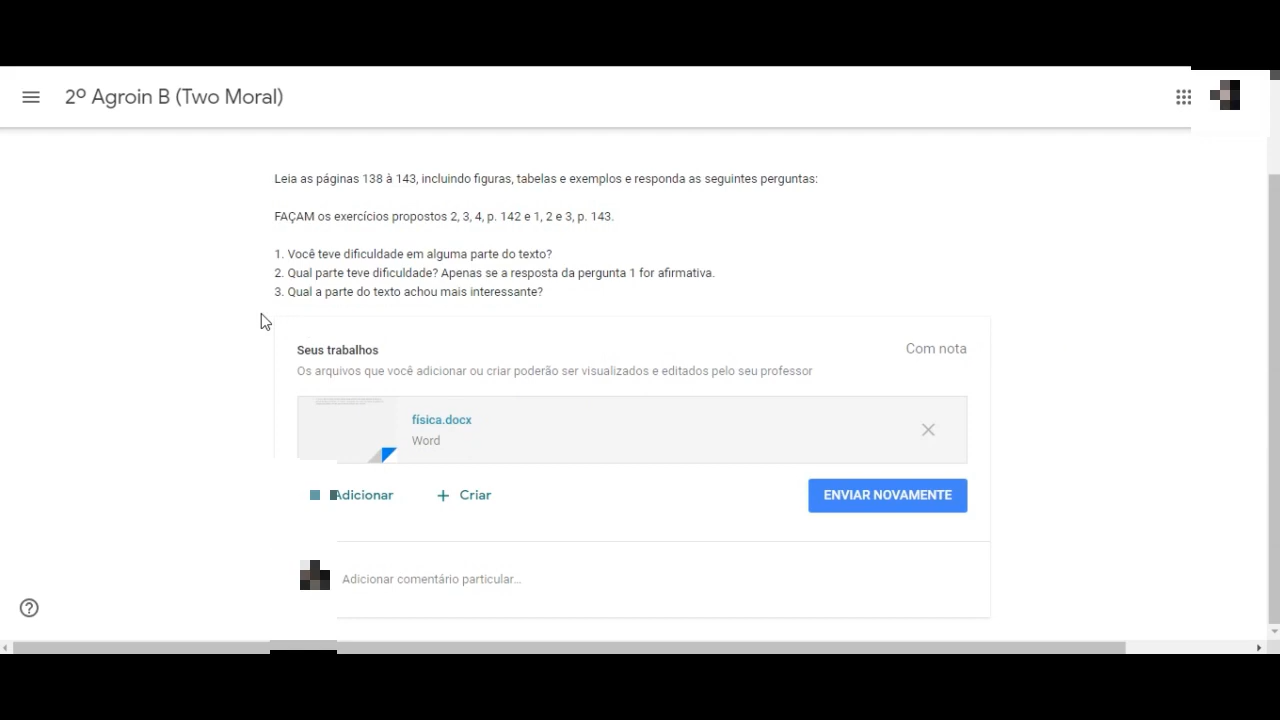 2º Agroin B (Two Moral)
Leia as páginas 138 à 143, incluindo figuras, tabelas e exemplos e responda as seguintes perguntas:
FAÇAM os exercícios propostos 2, 3, 4, p. 142 e 1, 2 e 3, p. 143.
1. Você teve dificuldade em alguma parte do texto?
2. Qual parte teve dificuldade? Apenas se a resposta da pergunta 1 for afirmativa.
3. Qual a parte do texto achou mais interessante?
Seus trabalhos
Com nota
Os arquivos que você adicionar ou criar poderão ser visualizados e editados pelo seu professor
física.docx
Word
Adicionar
+ Criar
ENVIAR NOVAMENTE
Adicionar comentário particular...